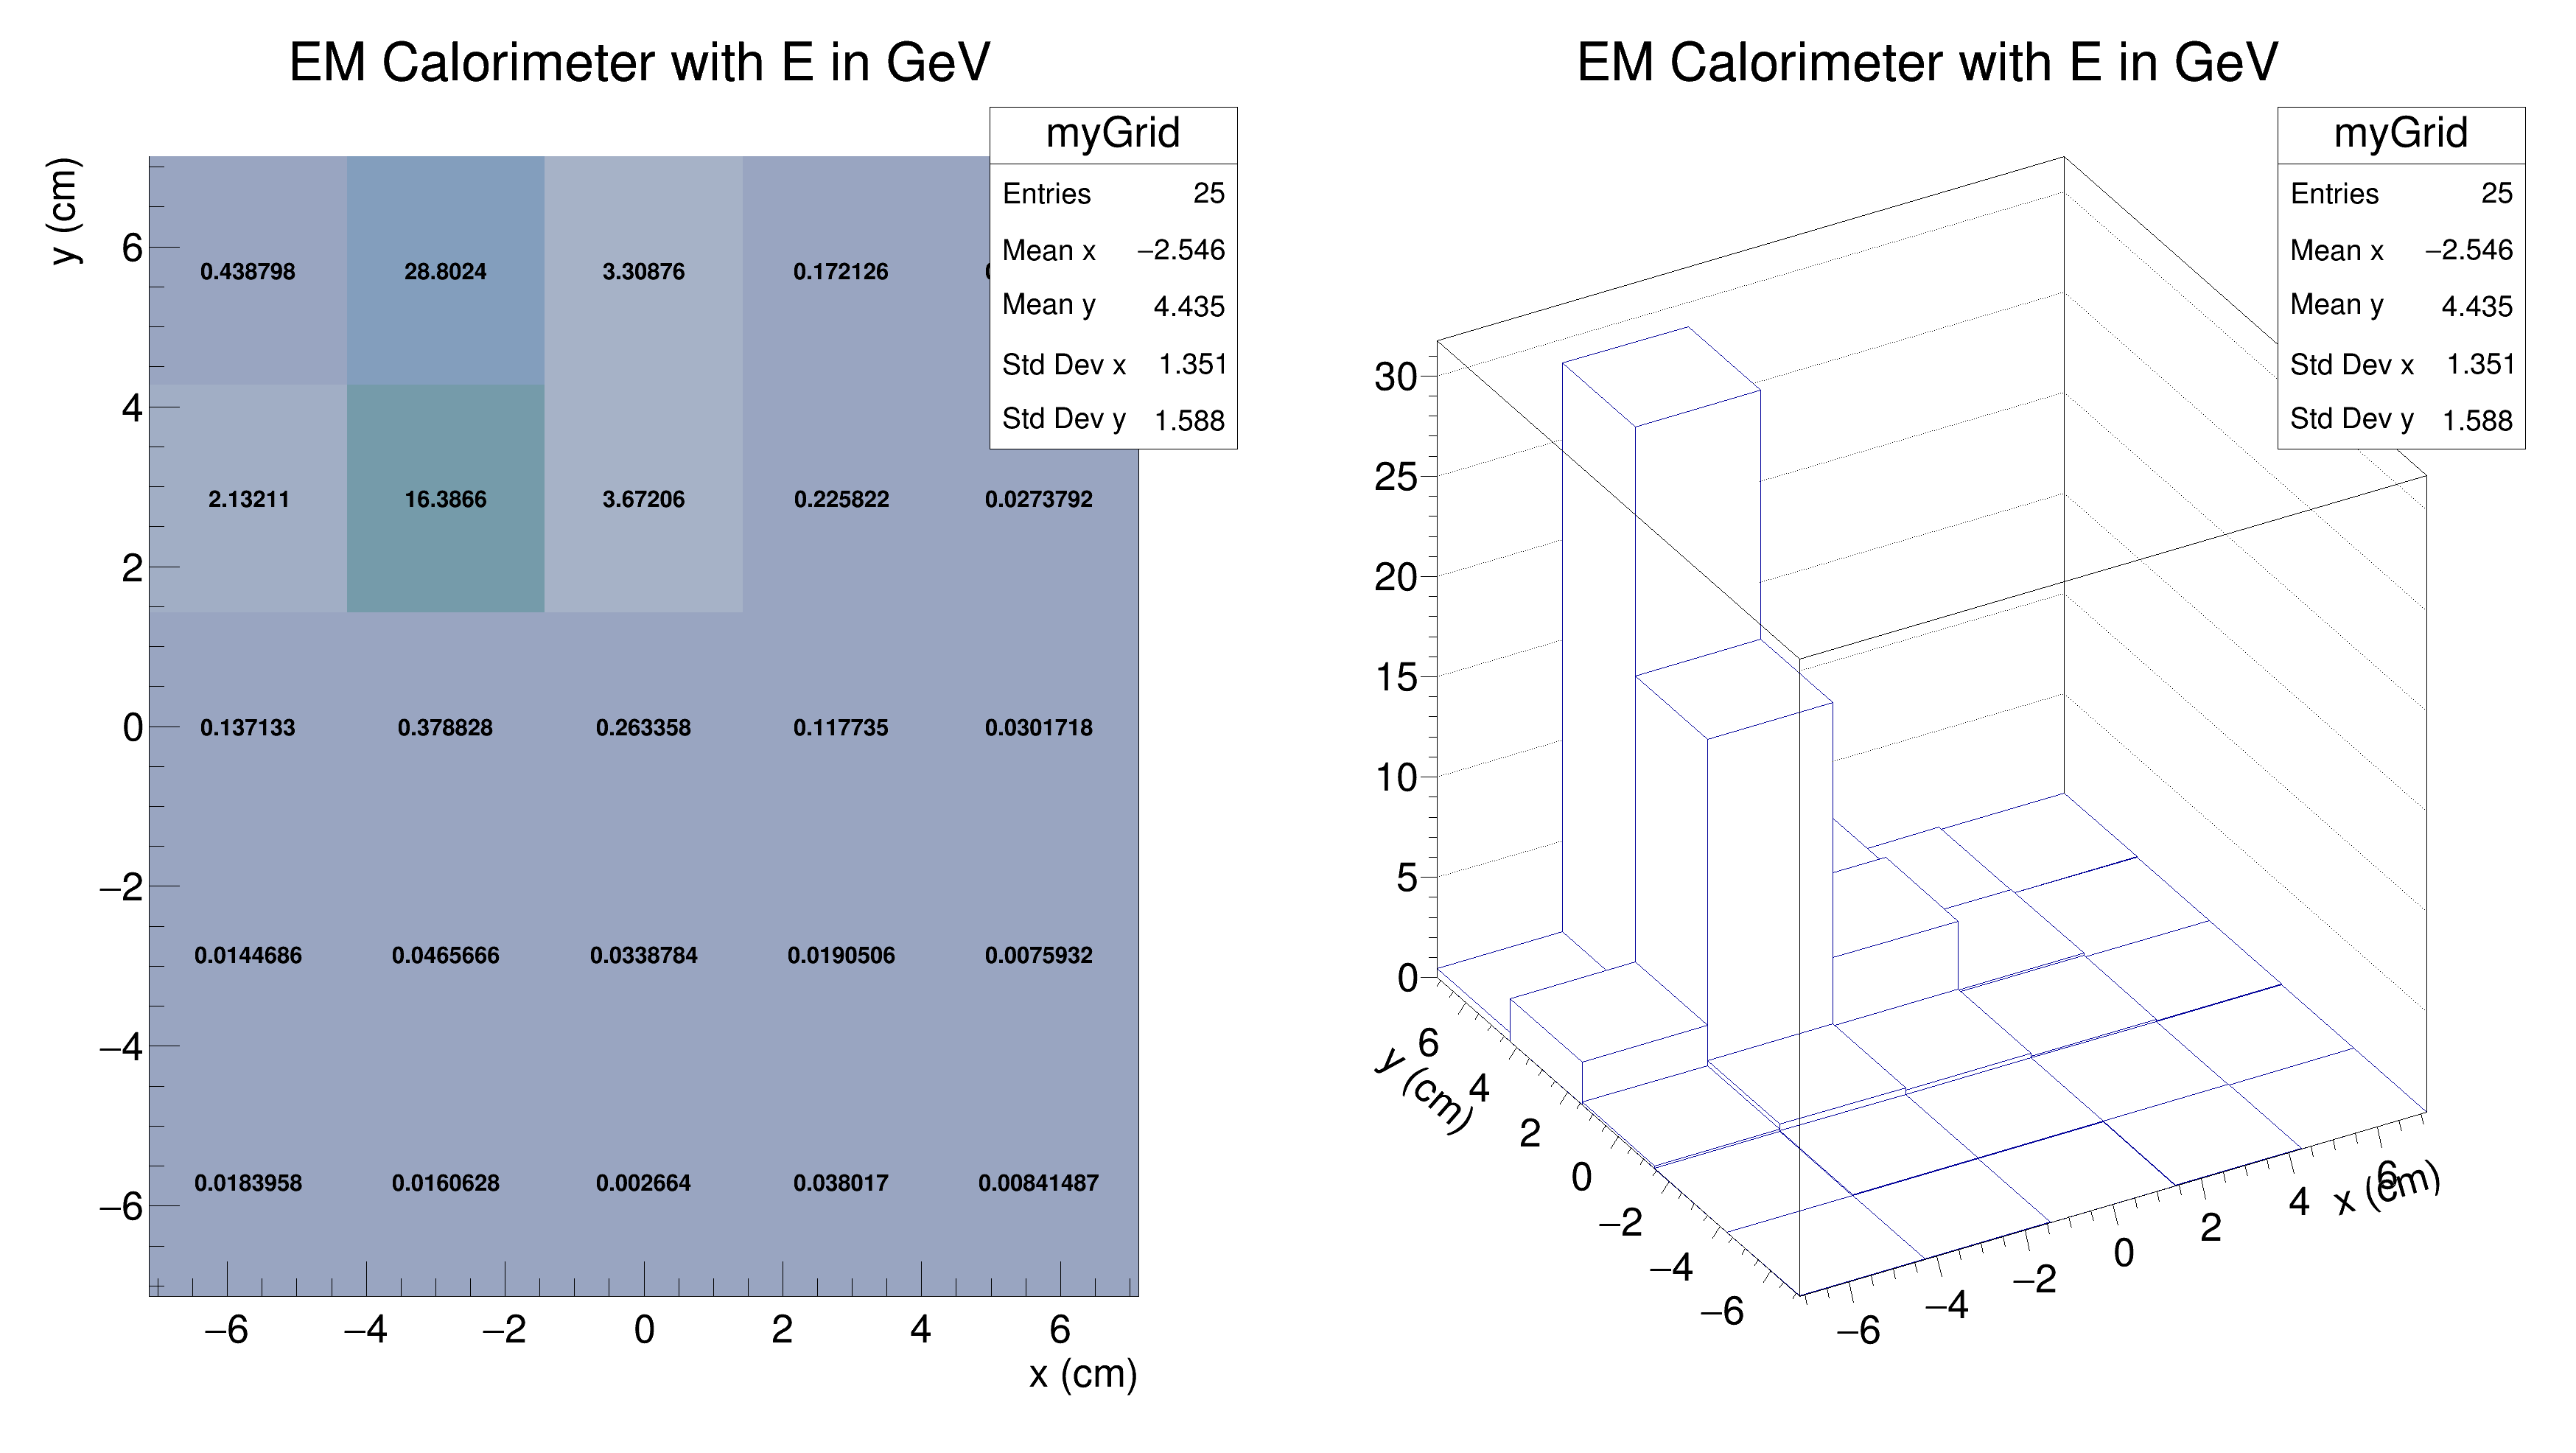 EM Calorimeter with E in GeV
myGrid
Entries 25
Mean x −2.546
Mean y 4.435
Std Dev x 1.351
Std Dev y 1.588
y (cm)
6
4
2
0
−2
−4
−6
0.438798 28.8024 3.30876 0.172126
2.13211 16.3866 3.67206 0.225822 0.0273792
0.137133 0.378828 0.263358 0.117735 0.0301718
0.0144686 0.0465666 0.0338784 0.0190506 0.0075932
0.0183958 0.0160628 0.002664 0.038017 0.00841487
−6 −4 −2 0 2 4 6
x (cm)
EM Calorimeter with E in GeV
myGrid
Entries 25
Mean x −2.546
Mean y 4.435
Std Dev x 1.351
Std Dev y 1.588
30
25
20
15
10
5
0
6
4
2
0
−2
−4
−6
y (cm)
−6 −4 −2 0 2 4 6
x (cm)